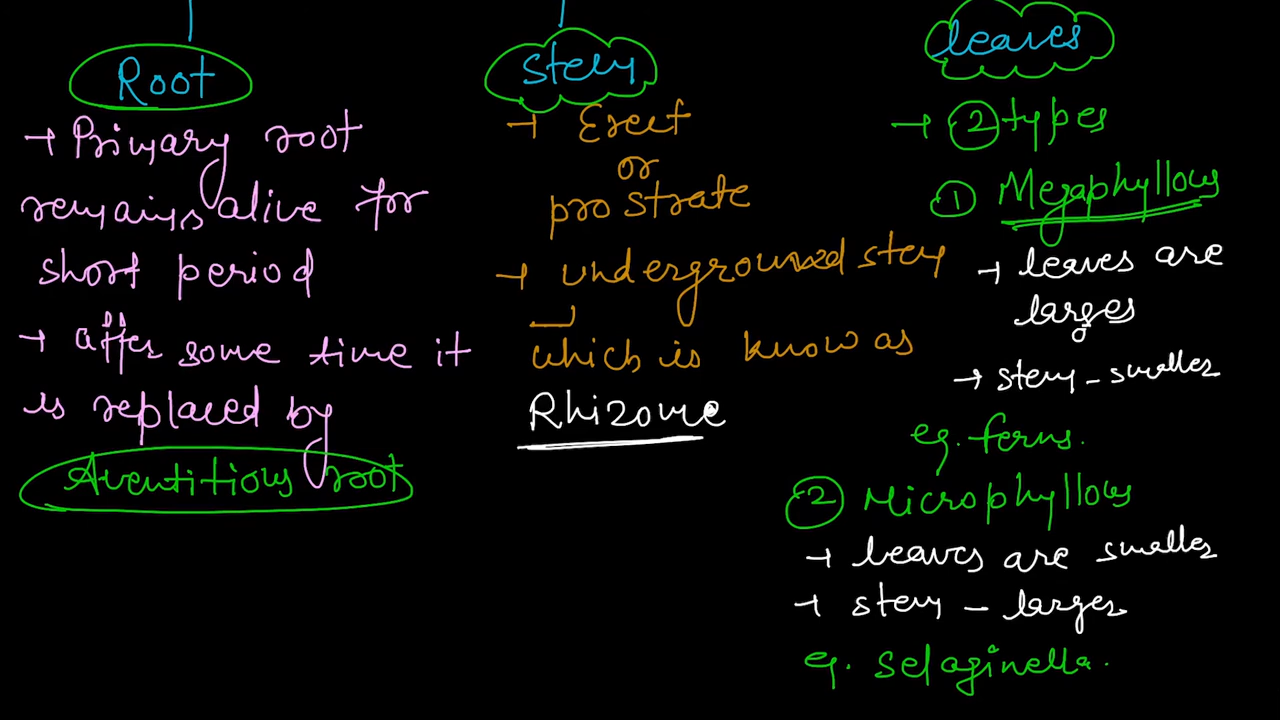 Root
→ Primary root
remains alive for
short period
→ after some time it
is replaced by
Aventitious root
Stem
→ Erect
or
prostrate
→ underground stem
which is know as
Rhizome
leaves
→ 2 types
1 Megaphyllous
→ leaves are
larges
→ stem - smaller
eg. ferns.
2 Microphyllous
→ leaves are smaller
→ stem - larger
eg. selaginella.